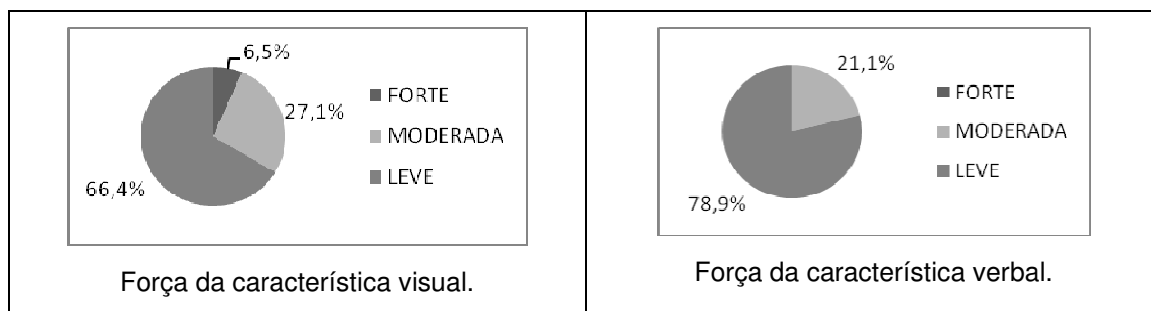 6,5%
27,1%
66,4%
FORTE
MODERADA
LEVE
Força da característica visual.
21,1%
78,9%
FORTE
MODERADA
LEVE
Força da característica verbal.